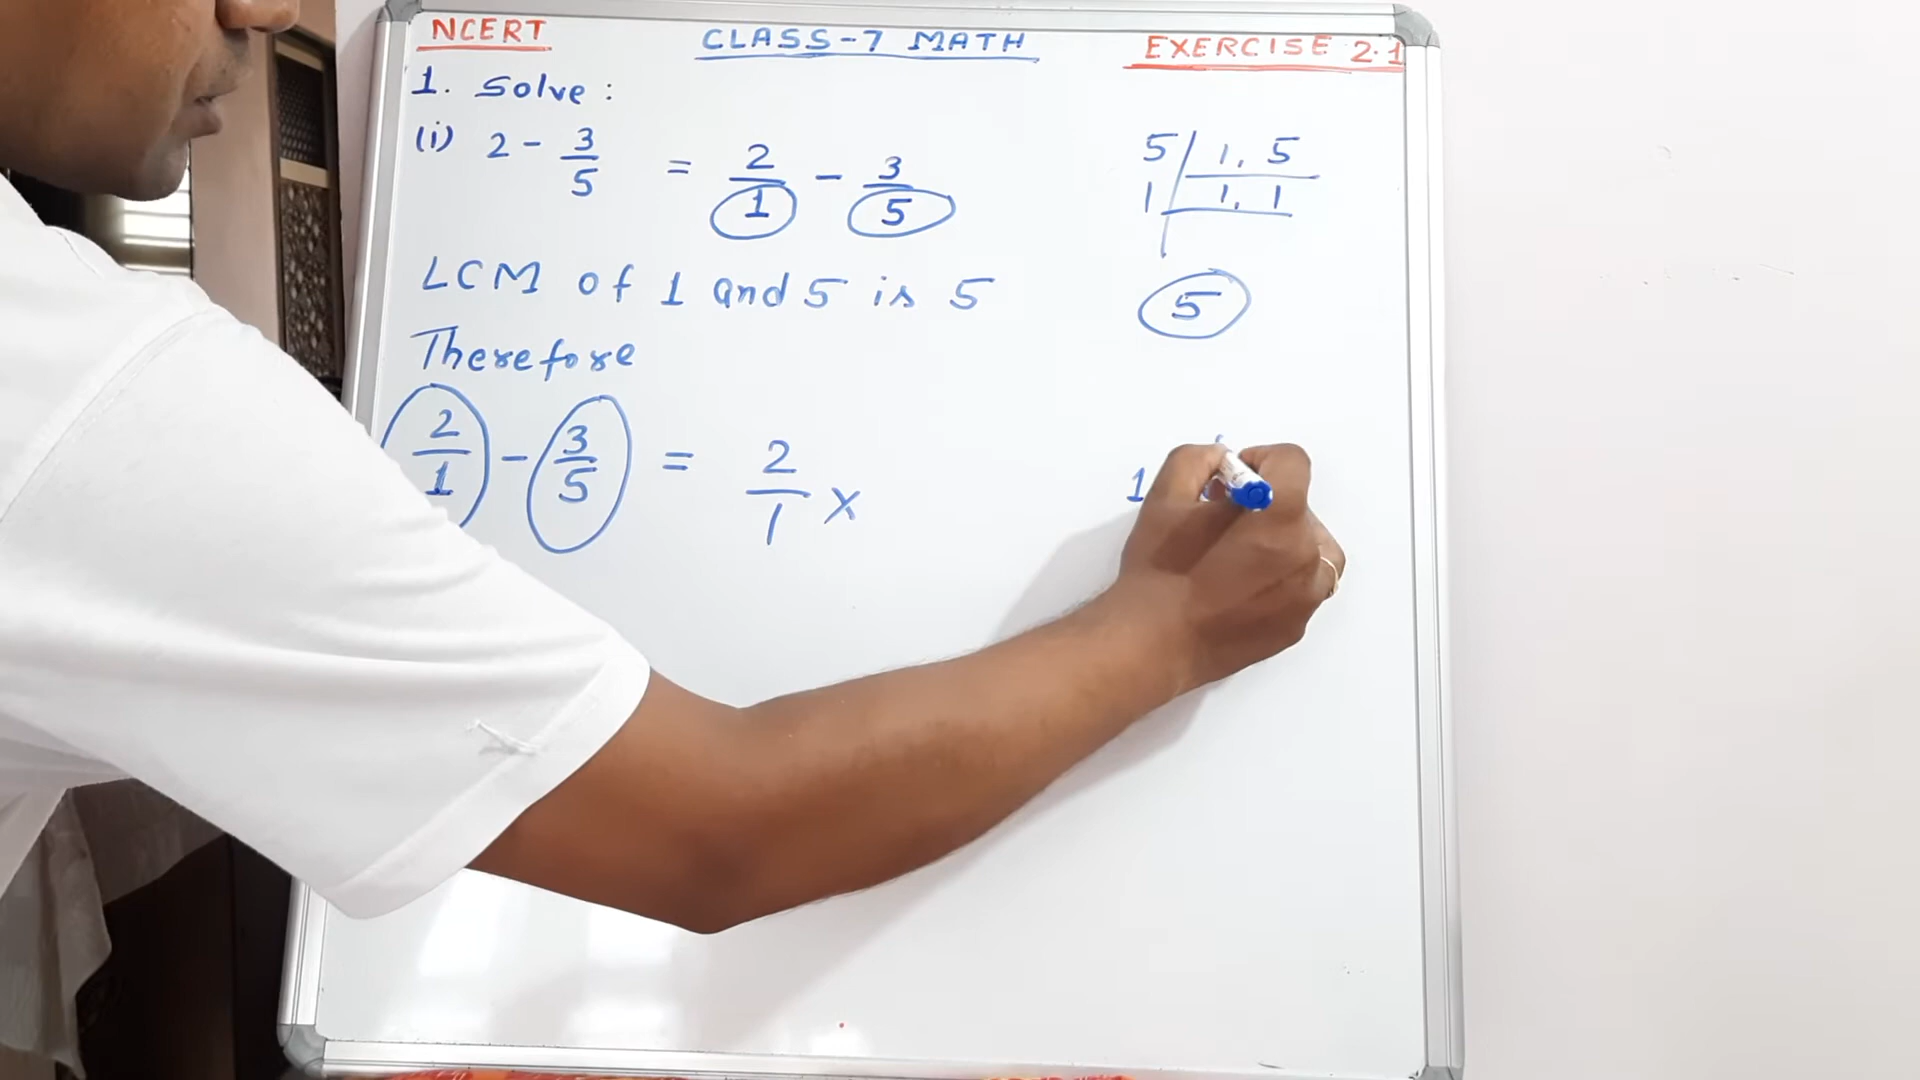 NCERT CLASS-7 MATH EXERCISE 2.1
1. Solve :
(i) 2 - 3/5 = 2/1 - 3/5
5 | 1, 5
1 | 1, 1
LCM of 1 and 5 is 5
5
Therefore
2/1 - 3/5 = 2/1 x
1